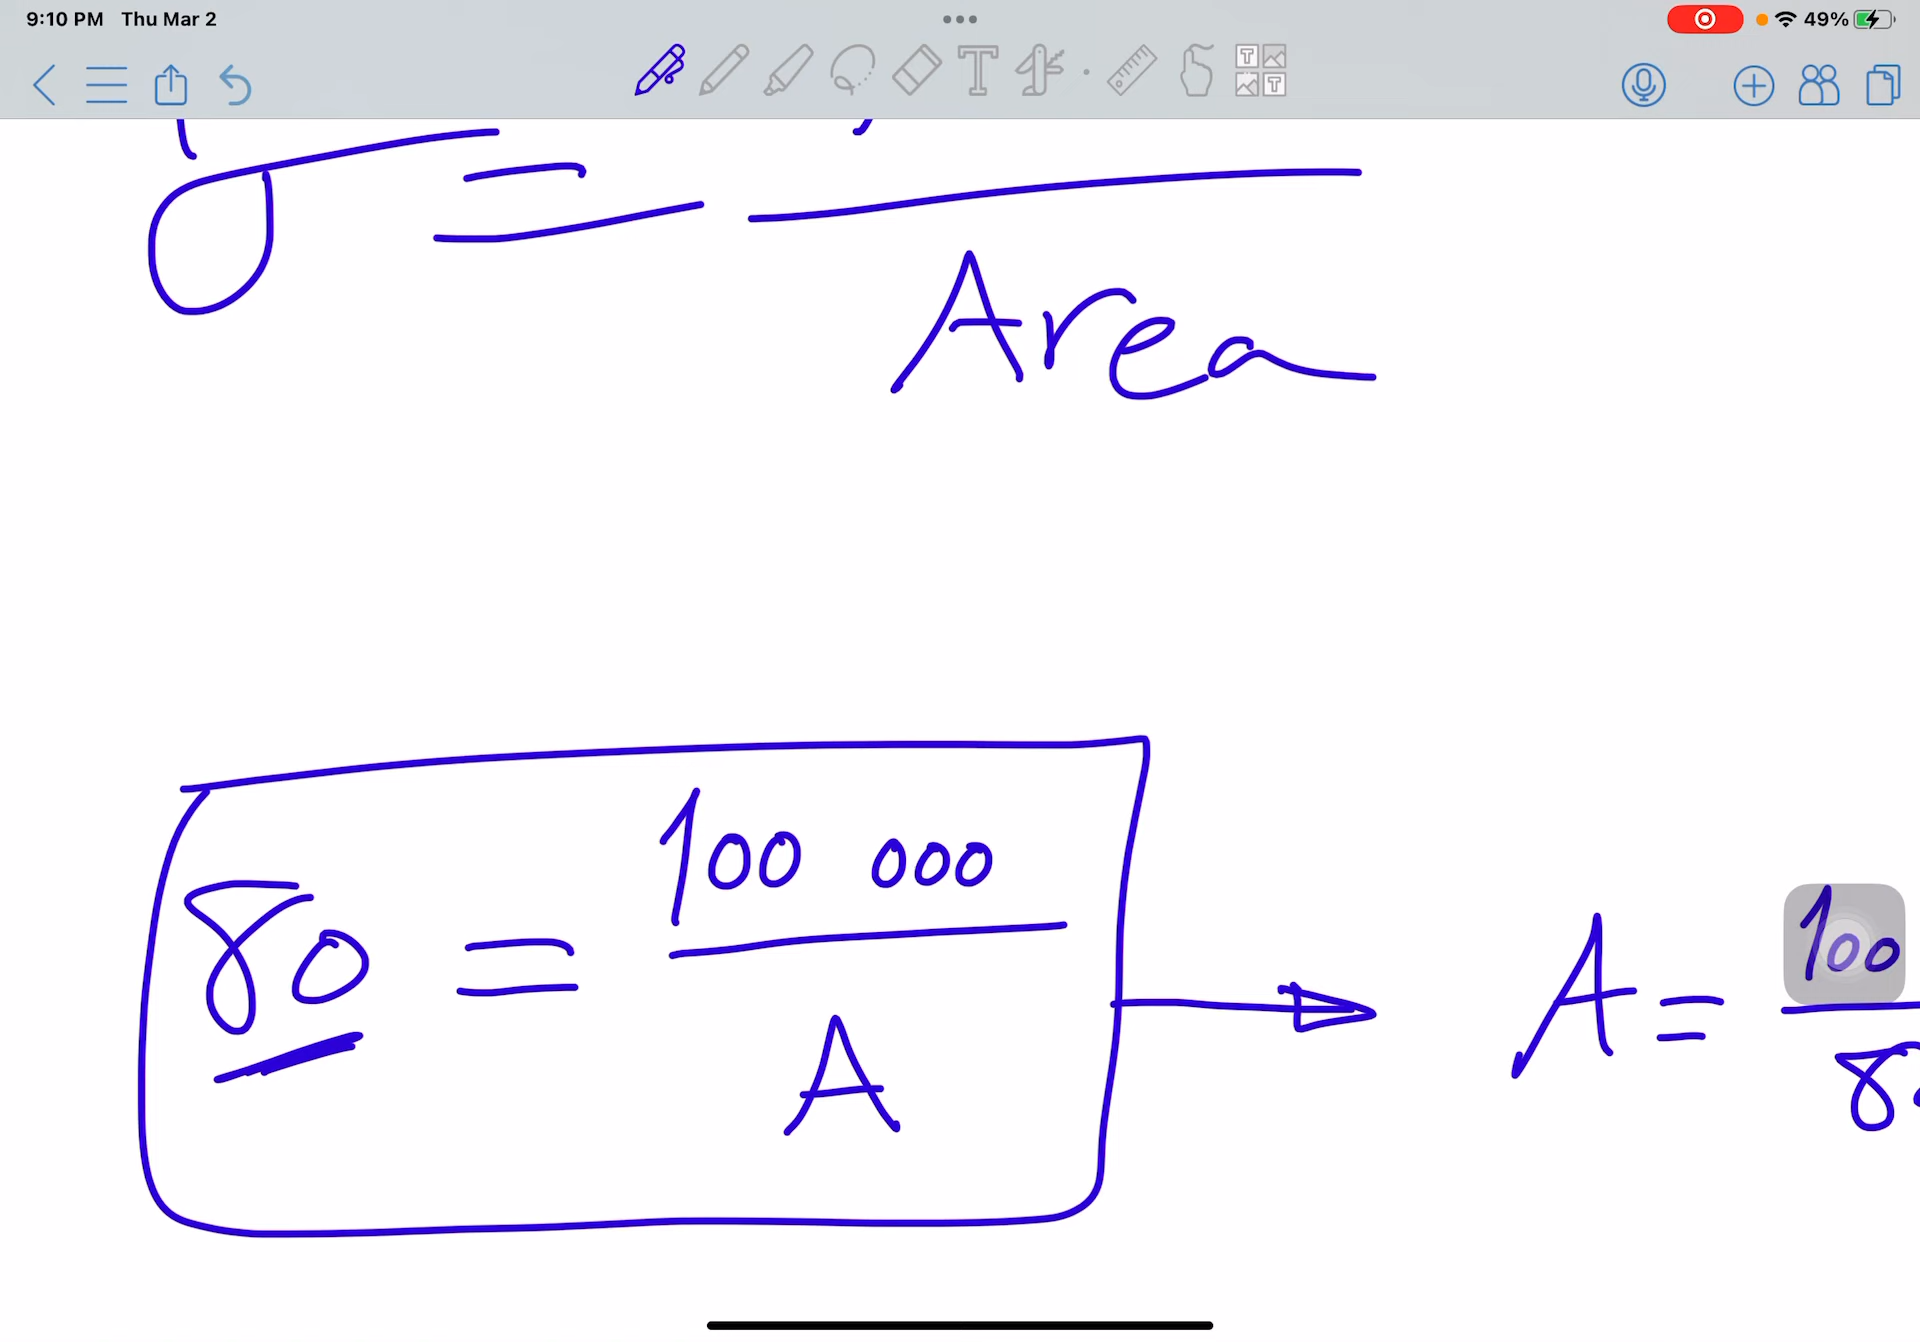 9:10 PM Thu Mar 2
49%
σ =
Area
80 = 100 000
A
A = 100
8